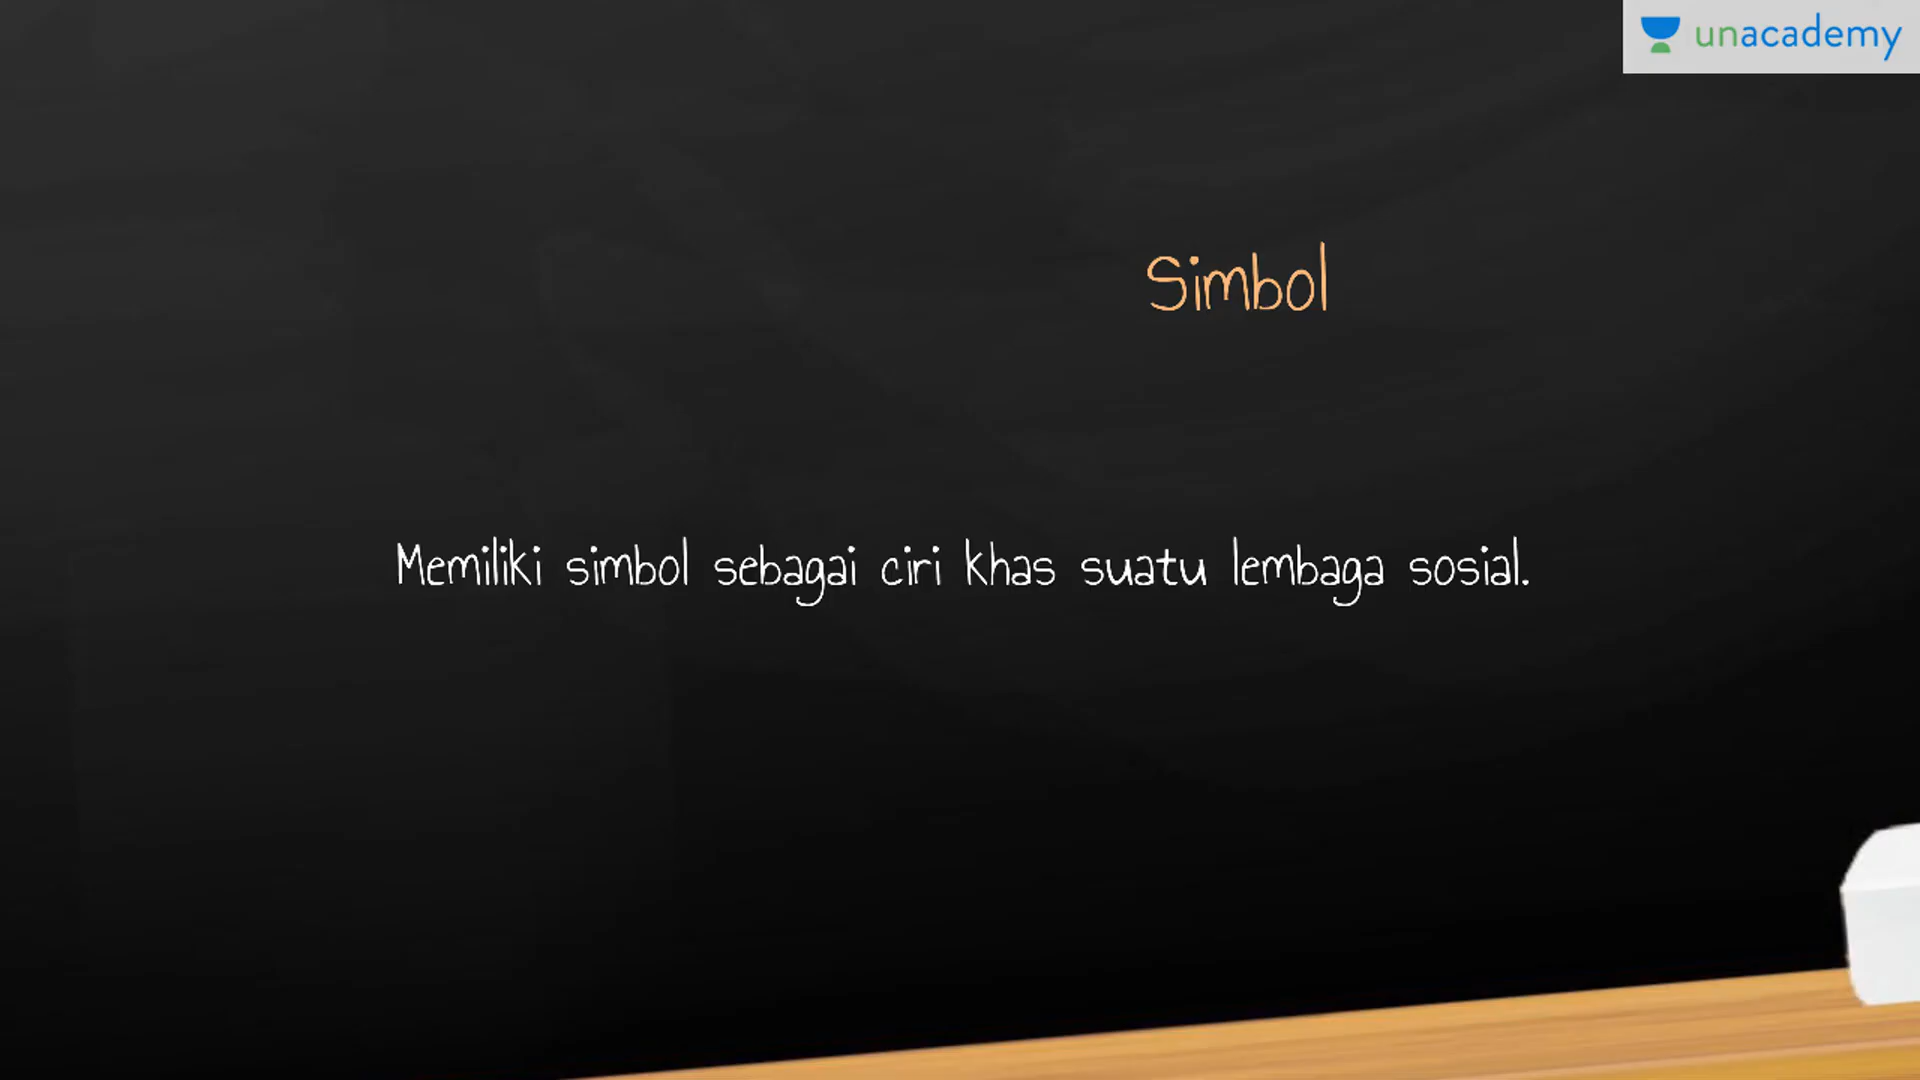 unacademy
Simbol
Memiliki simbol sebagai ciri khas suatu lembaga sosial.